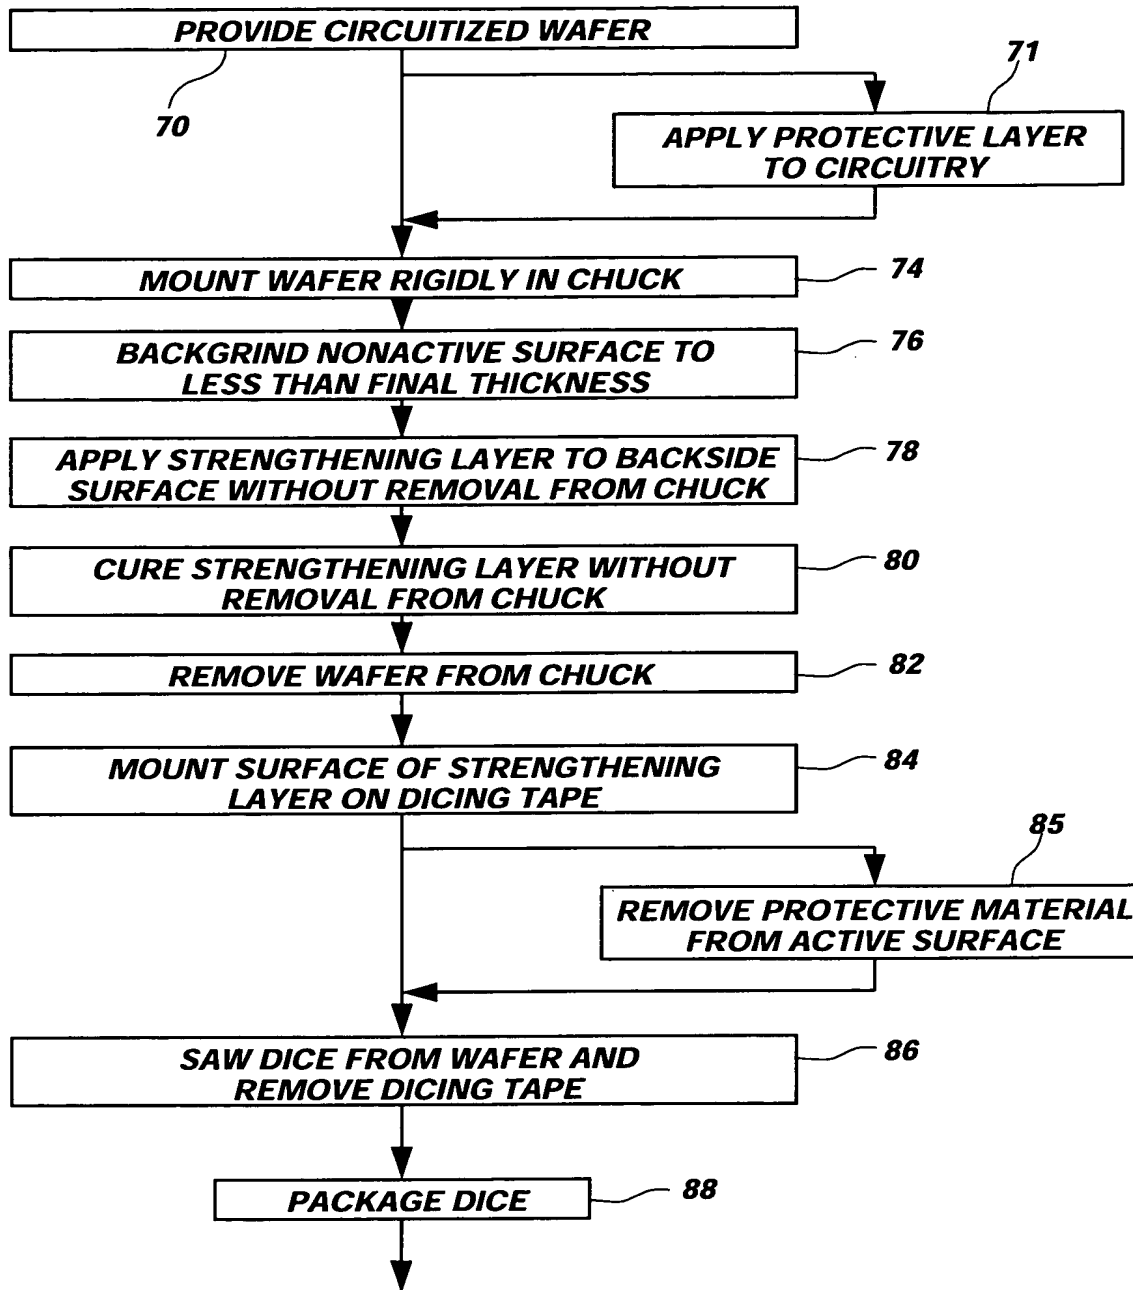 PROVIDE CIRCUITIZED WAFER
70
71
APPLY PROTECTIVE LAYER
TO CIRCUITRY
MOUNT WAFER RIGIDLY IN CHUCK
74
BACKGRIND NONACTIVE SURFACE TO
LESS THAN FINAL THICKNESS
76
APPLY STRENGTHENING LAYER TO BACKSIDE
SURFACE WITHOUT REMOVAL FROM CHUCK
78
CURE STRENGTHENING LAYER WITHOUT
REMOVAL FROM CHUCK
80
REMOVE WAFER FROM CHUCK
82
MOUNT SURFACE OF STRENGTHENING
LAYER ON DICING TAPE
84
85
REMOVE PROTECTIVE MATERIAL
FROM ACTIVE SURFACE
SAW DICE FROM WAFER AND
REMOVE DICING TAPE
86
PACKAGE DICE
88